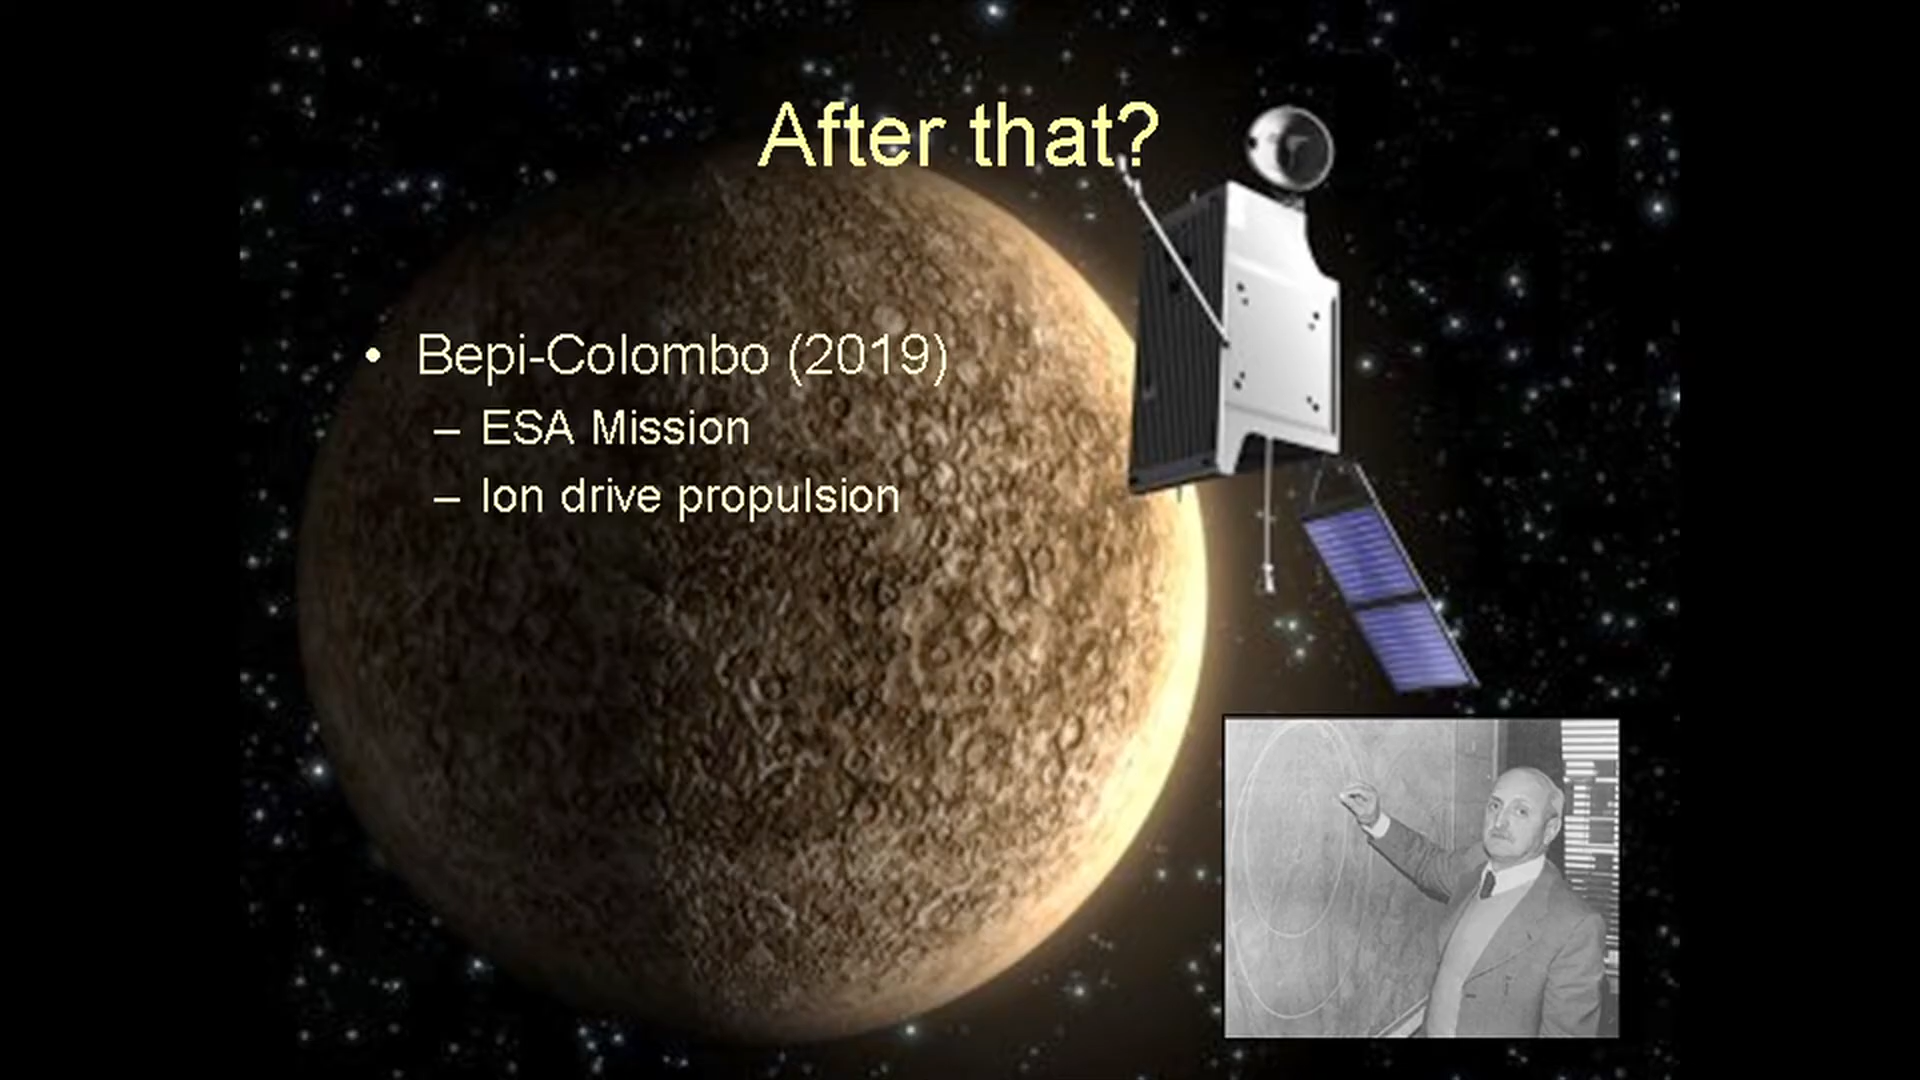 After that?
• Bepi-Colombo (2019)
– ESA Mission
– Ion drive propulsion